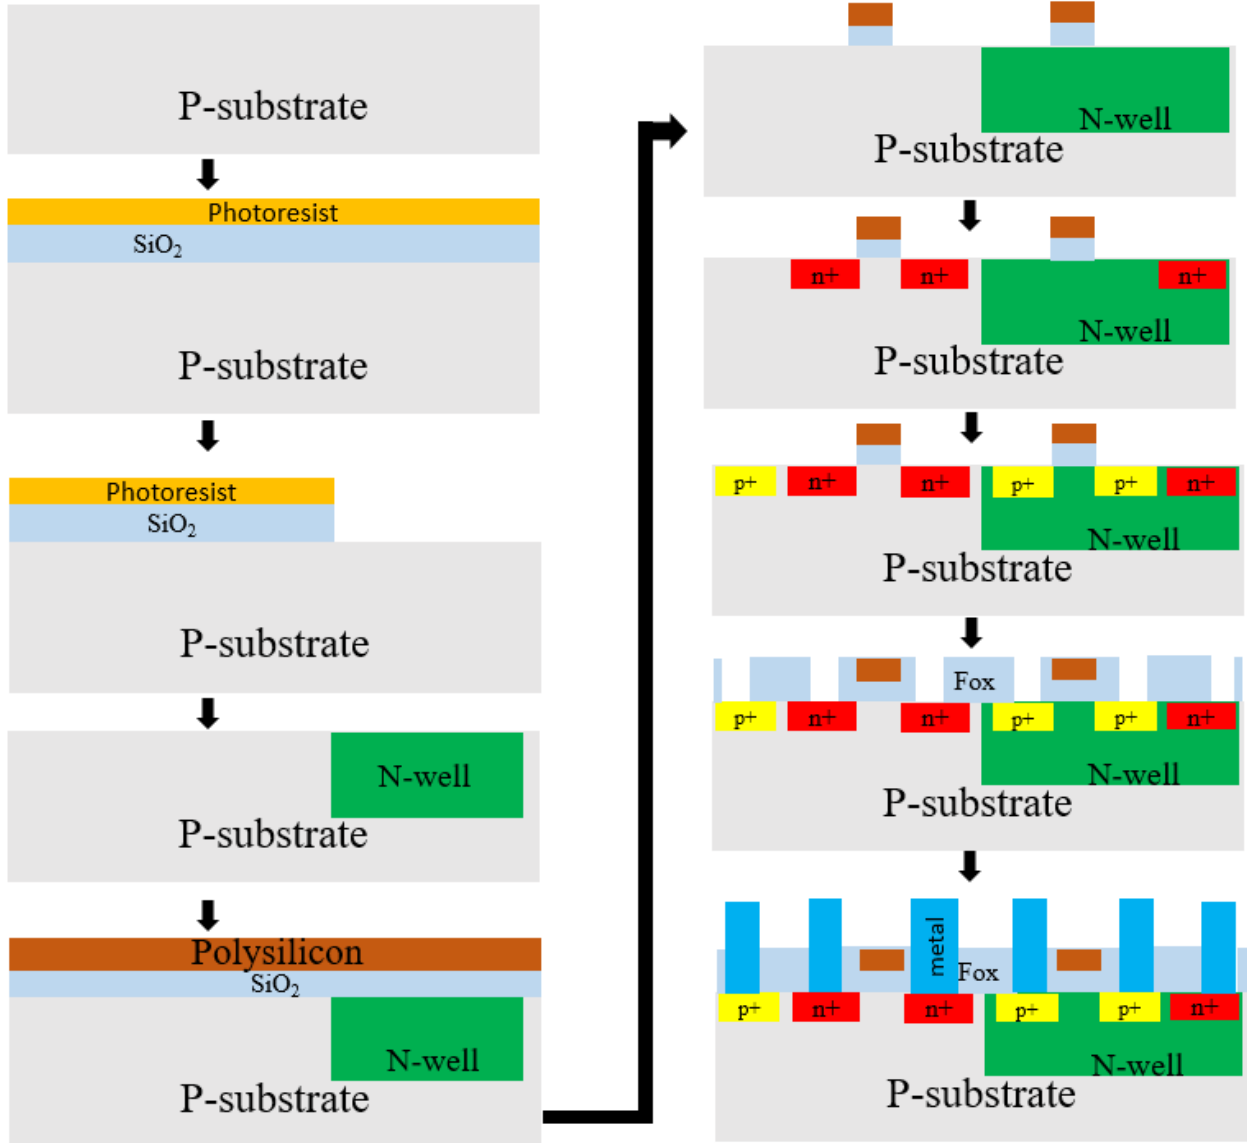 P-substrate
Photoresist
SiO₂
P-substrate
Photoresist
SiO₂
P-substrate
N-well
P-substrate
Polysilicon
SiO₂
N-well
P-substrate
N-well
P-substrate
n+ n+ n+
N-well
P-substrate
p+ n+ n+ p+ p+ n+
N-well
P-substrate
Fox
p+ n+ n+ p+ p+ n+
N-well
P-substrate
metal
Fox
p+ n+ n+ p+ p+ n+
N-well
P-substrate